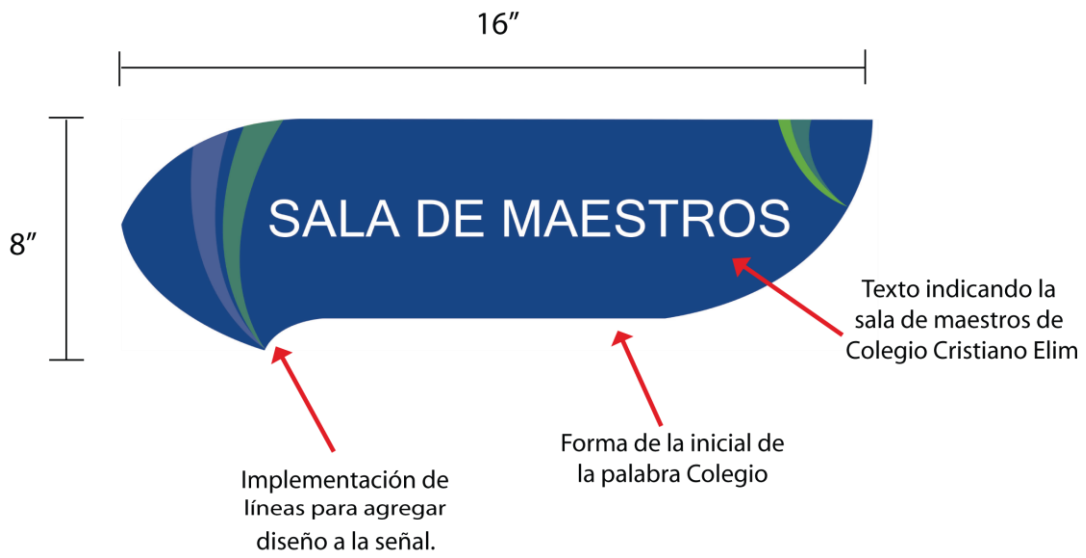 16”
8”
SALA DE MAESTROS
Texto indicando la
sala de maestros de
Colegio Cristiano Elim
Forma de la inicial de
la palabra Colegio
Implementación de
líneas para agregar
diseño a la señal.